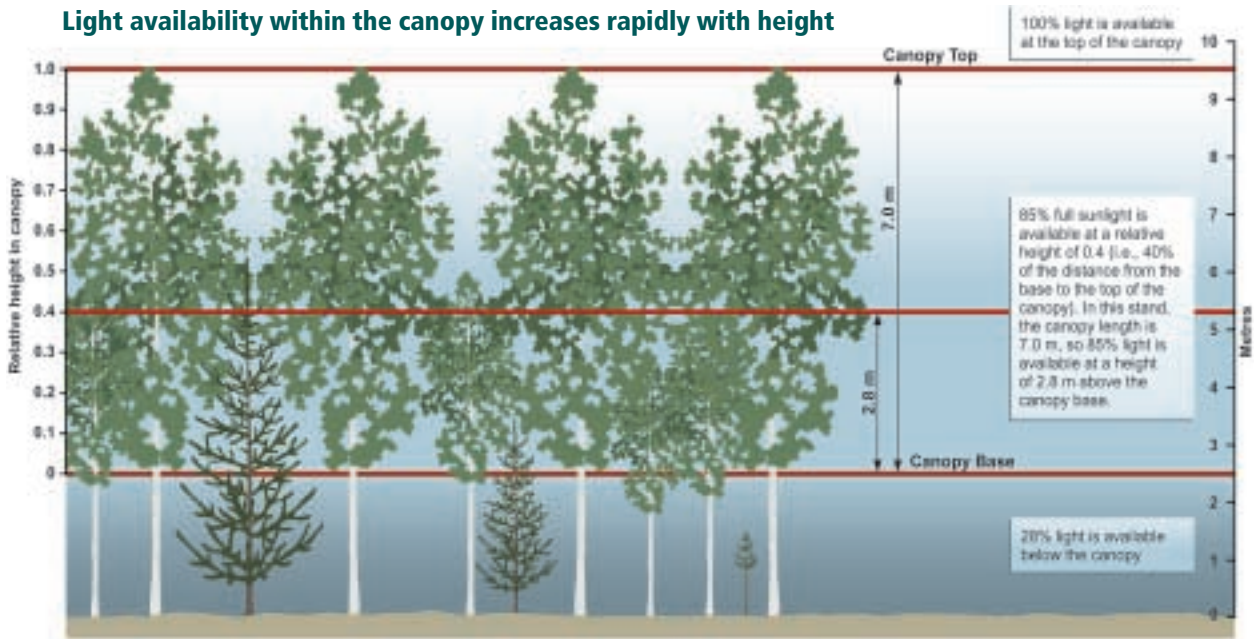 Light availability within the canopy increases rapidly with height
100% light is available
at the top of the canopy
Canopy Top
Relative height in canopy
1.0
0.9
0.8
0.7
0.6
0.5
0.4
0.3
0.2
0.1
0
7.0 m
2.8 m
Canopy Base
85% full sunlight is
available at a relative
height of 0.4 (i.e., 40%
of the distance from the
base to the top of the
canopy). In this stand,
the canopy length is
7.0 m, so 85% light is
available at a height
of 2.8 m above the
canopy base.
28% light is available
below the canopy
10
9
8
7
6
5
4
3
2
1
0
Metres